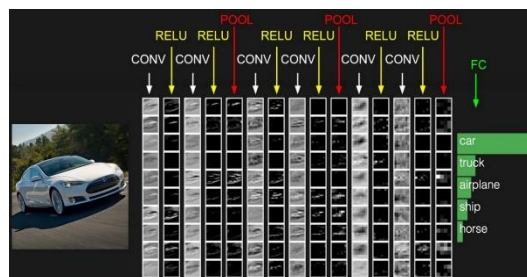 POOL POOL POOL
RELU RELU RELU RELU RELU RELU
CONV CONV CONV CONV CONV CONV
FC
car
truck
airplane
ship
horse